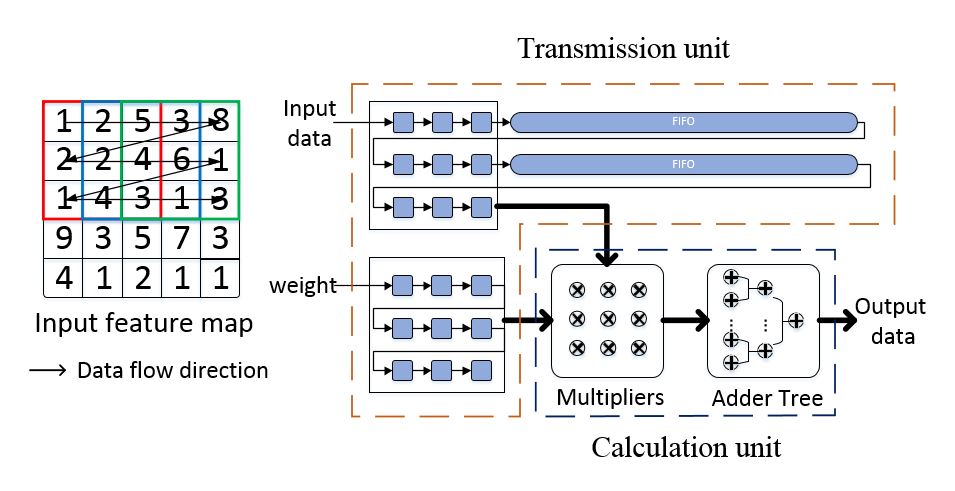 Transmission unit
Input
data
FIFO
FIFO
1 2 5 3 8
2 2 4 6 1
1 4 3 1 3
9 3 5 7 3
4 1 2 1 1
Input feature map
Data flow direction
weight
Multipliers
Adder Tree
Output
data
Calculation unit